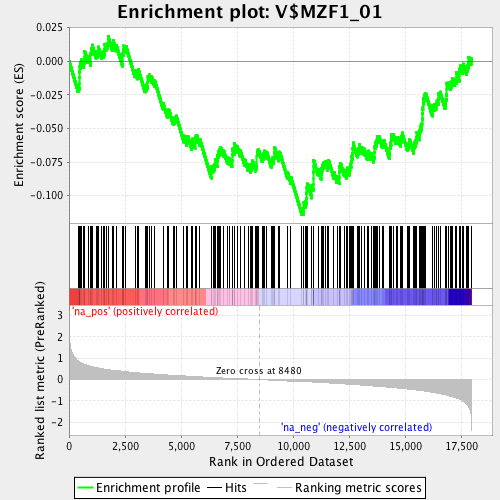 Enrichment plot: V$MZF1_01
Enrichment score (ES)
0.025
0.000
-0.025
-0.050
-0.075
-0.100
'na_pos' (positively correlated)
Ranked list metric (PreRanked)
3
2
1
0
-1
-2
Zero cross at 8480
'na_neg' (negatively correlated)
0
2,500
5,000
7,500
10,000
12,500
15,000
17,500
Rank in Ordered Dataset
Enrichment profile
Hits
Ranking metric scores